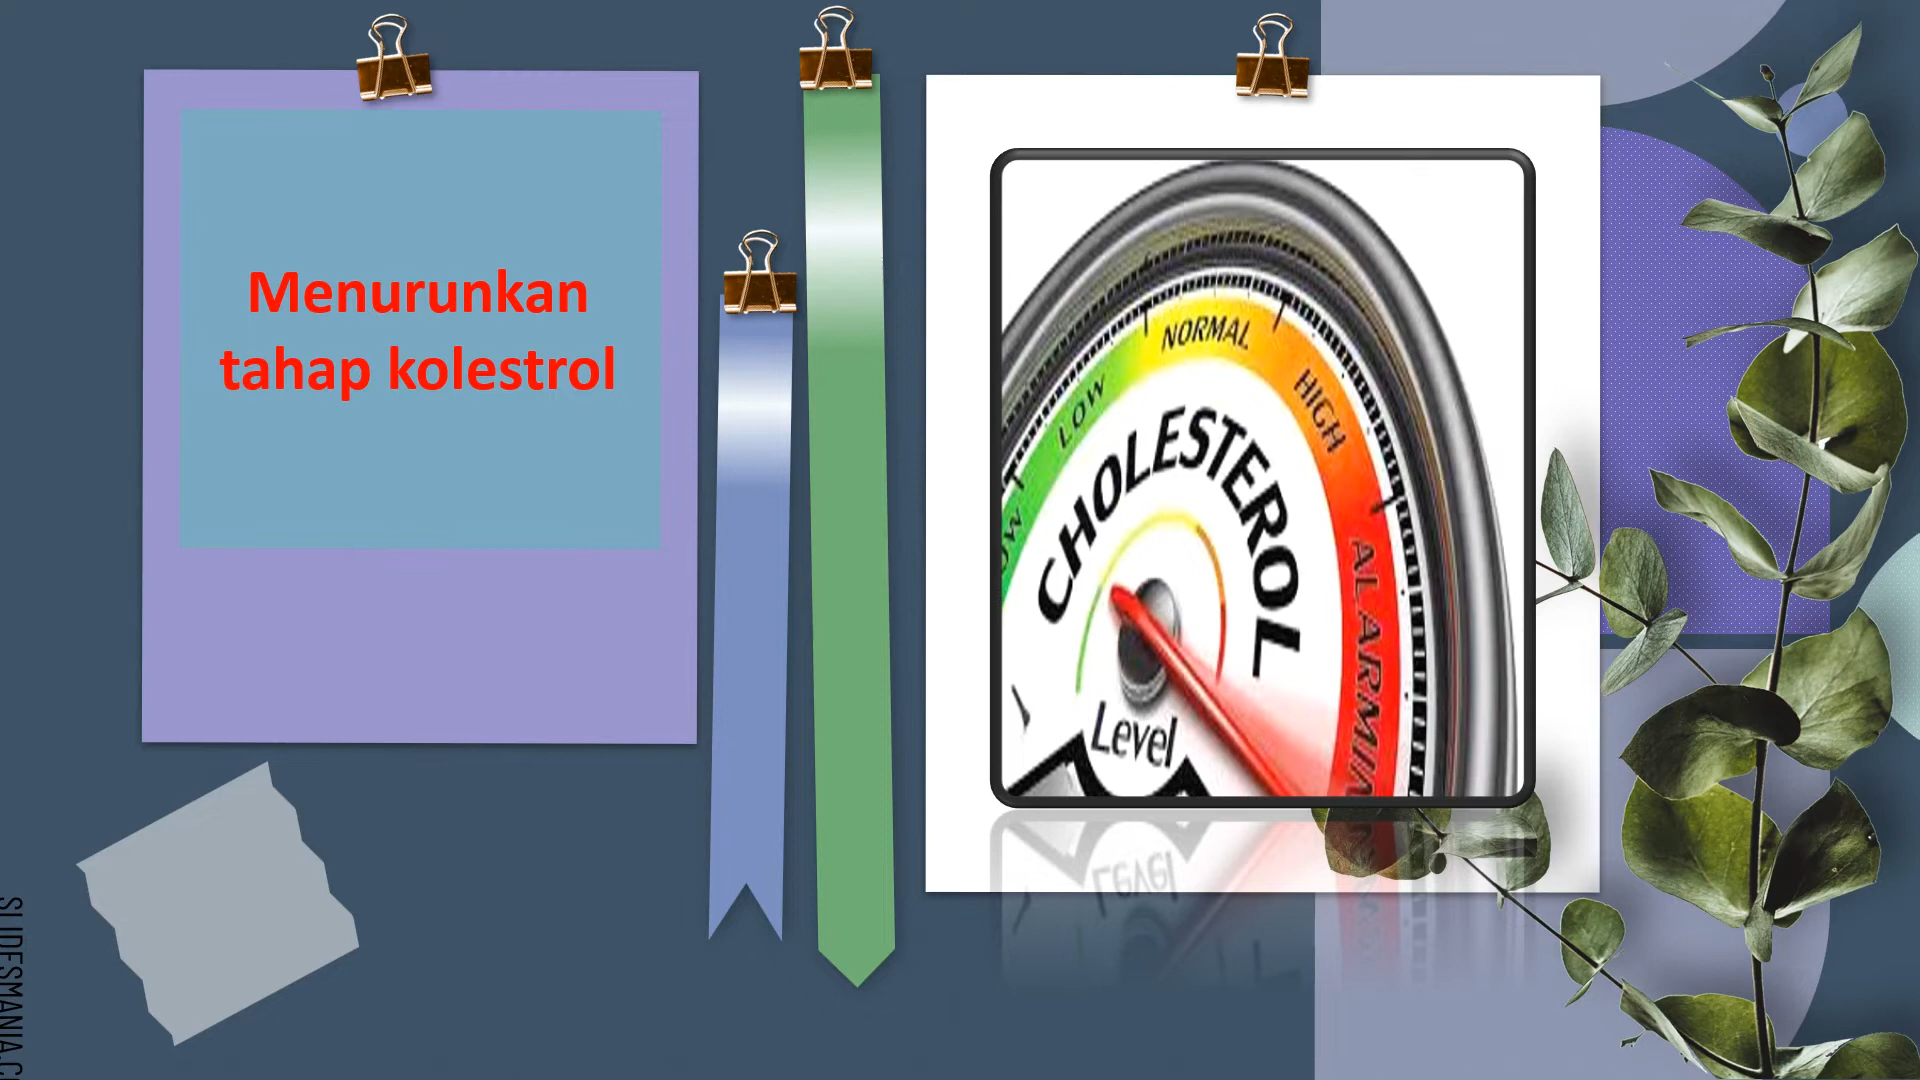 Menurunkan
tahap kolestrol
NORMAL
LOW
HIGH
CHOLESTEROL
Level